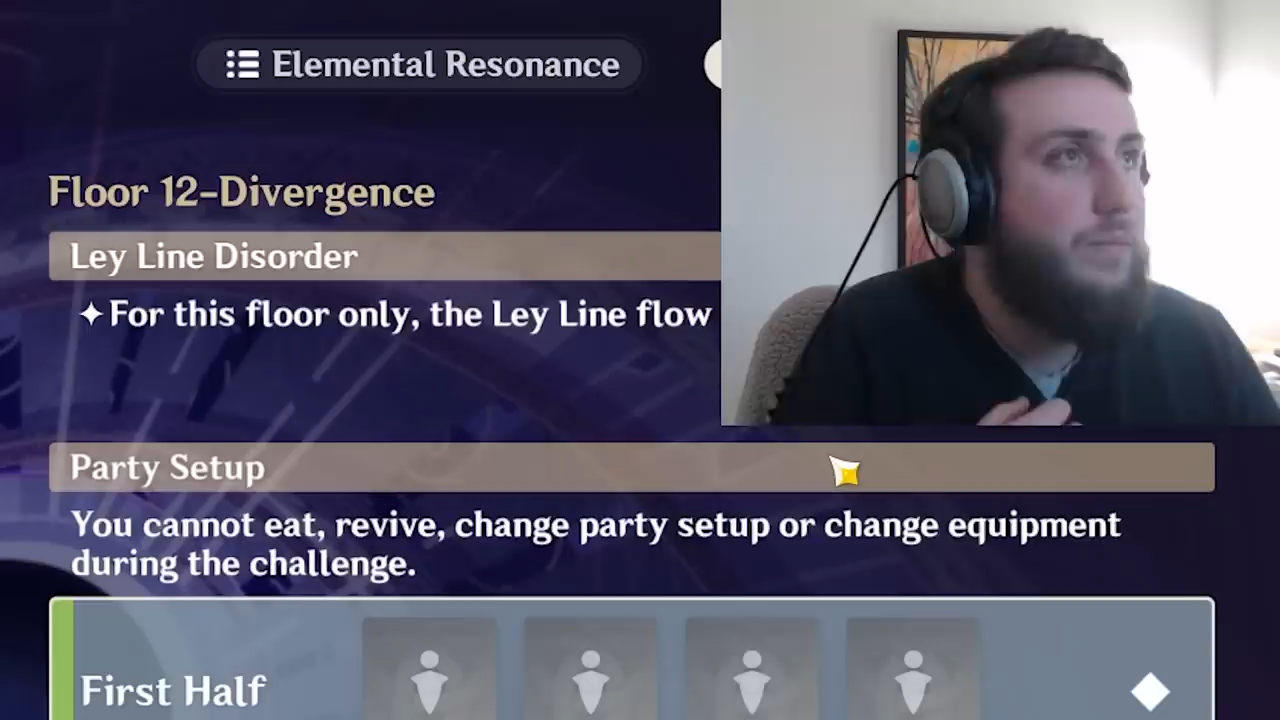 Elemental Resonance
Floor 12-Divergence
Ley Line Disorder
For this floor only, the Ley Line flow
Party Setup
You cannot eat, revive, change party setup or change equipment
during the challenge.
First Half